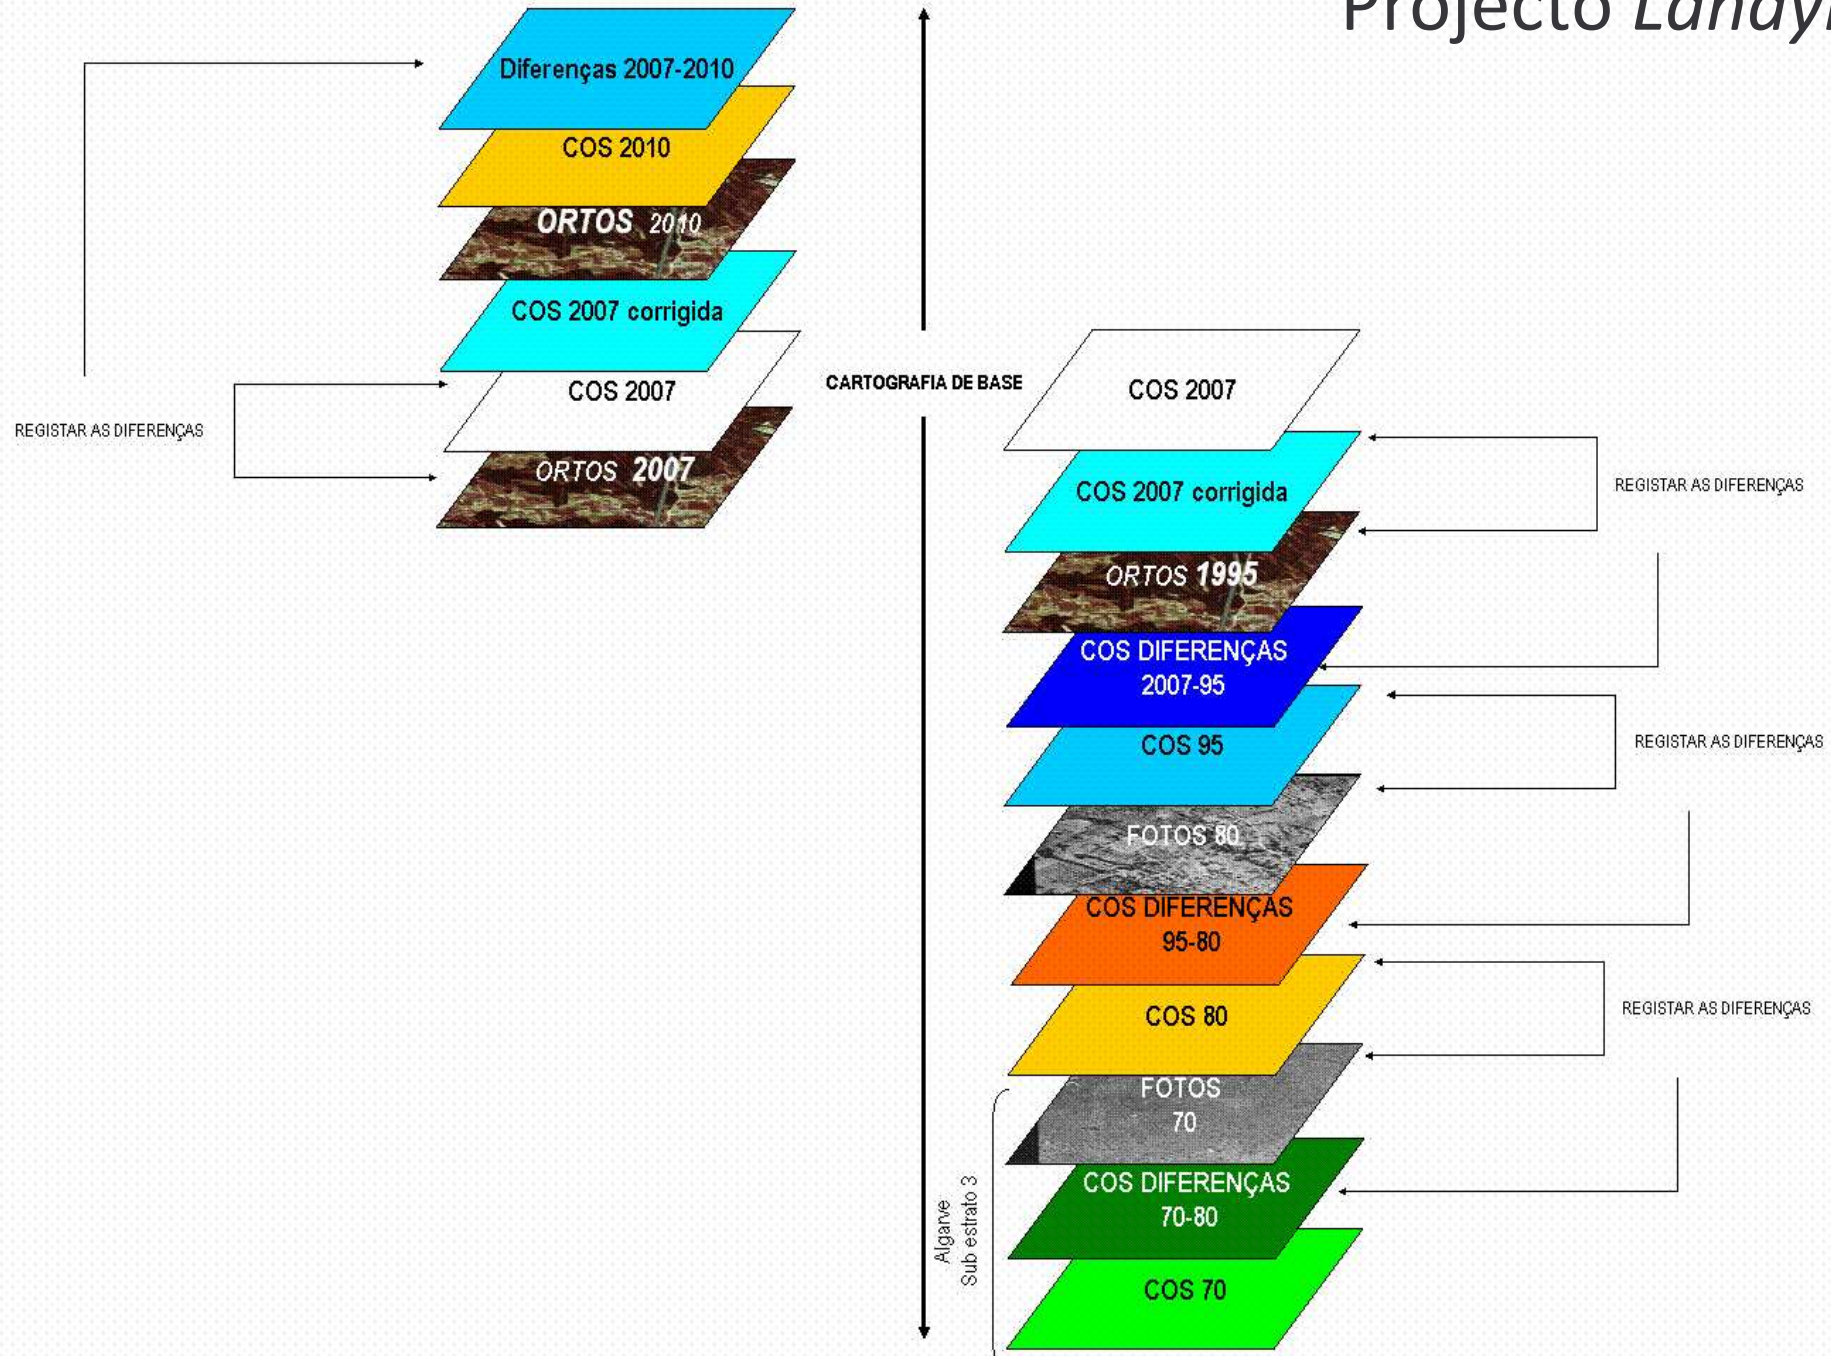 Projecto
Diferenças 2007-2010
COS 2010
ORTOS 2010
COS 2007 corrigida
COS 2007
ORTOS 2007
REGISTAR AS DIFERENÇAS
CARTOGRAFIA DE BASE
COS 2007
COS 2007 corrigida
ORTOS 1995
COS DIFERENÇAS
2007-95
COS 95
FOTOS 80
COS DIFERENÇAS
95-80
COS 80
FOTOS
70
COS DIFERENÇAS
70-80
COS 70
REGISTAR AS DIFERENÇAS
REGISTAR AS DIFERENÇAS
REGISTAR AS DIFERENÇAS
Algarve
Sub estrato 3